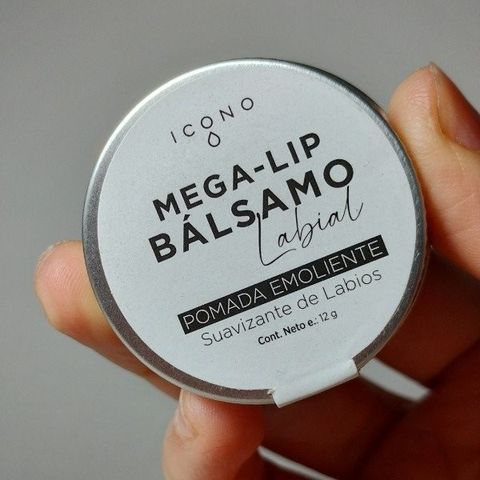 ICONO
MEGA-LIP
BÁLSAMO
Labial
POMADA EMOLIENTE
Suavizante de Labios
Cont. Neto e.: 12 g